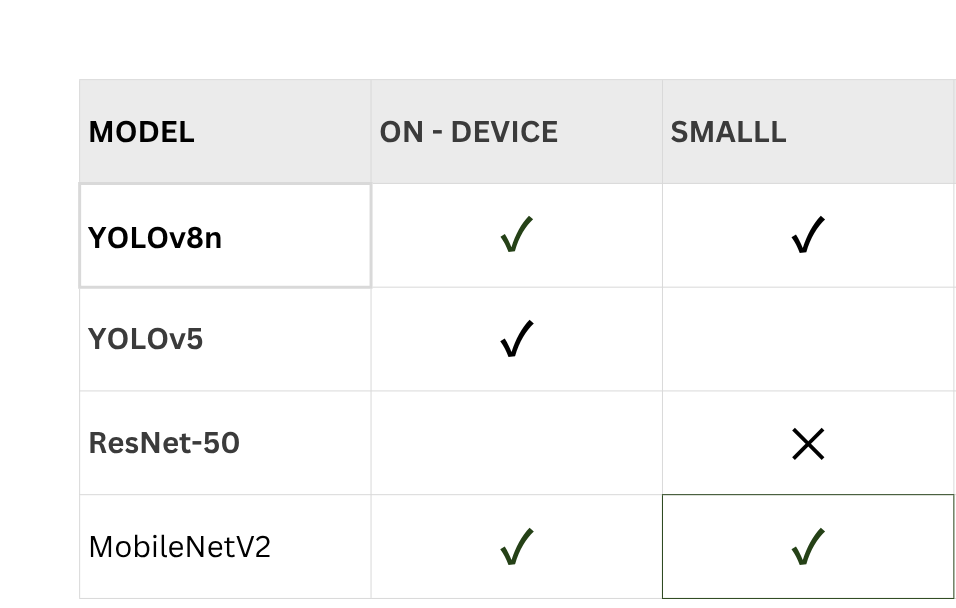 MODEL ON - DEVICE SMALLL
YOLOv8n ✓ ✓
YOLOv5 ✓
ResNet-50 ✕
MobileNetV2 ✓ ✓